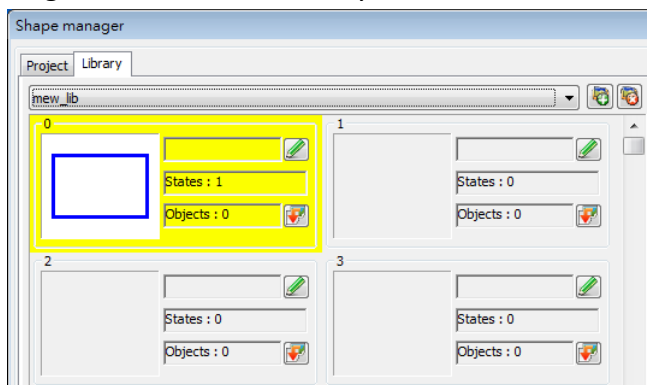 Shape manager
Project Library
mew_lib
0 1
States : 1 States : 0
Objects : 0 Objects : 0
2 3
States : 0 States : 0
Objects : 0 Objects : 0